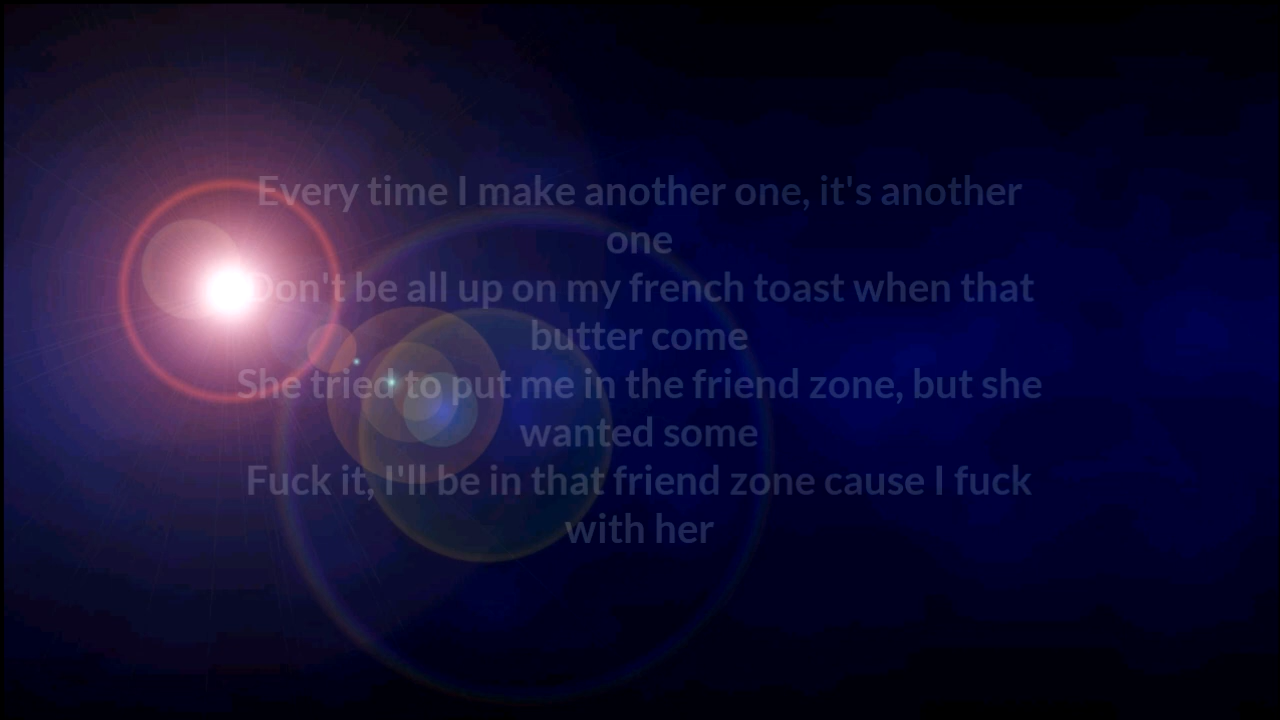 Every time I make another one, it's another
one
Don't be all up on my french toast when that
butter come
She tried to put me in the friend zone, but she
wanted some
Fuck it, I'll be in that friend zone cause I fuck
with her